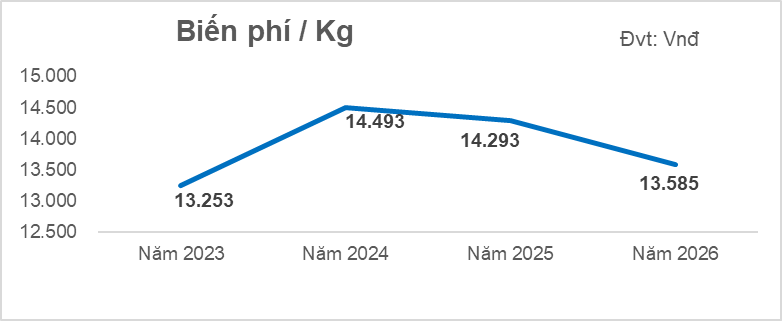 Biến phí / Kg
Đvt: Vnđ
15.000
14.500
14.000
13.500
13.000
12.500
13.253
14.493
14.293
13.585
Năm 2023
Năm 2024
Năm 2025
Năm 2026